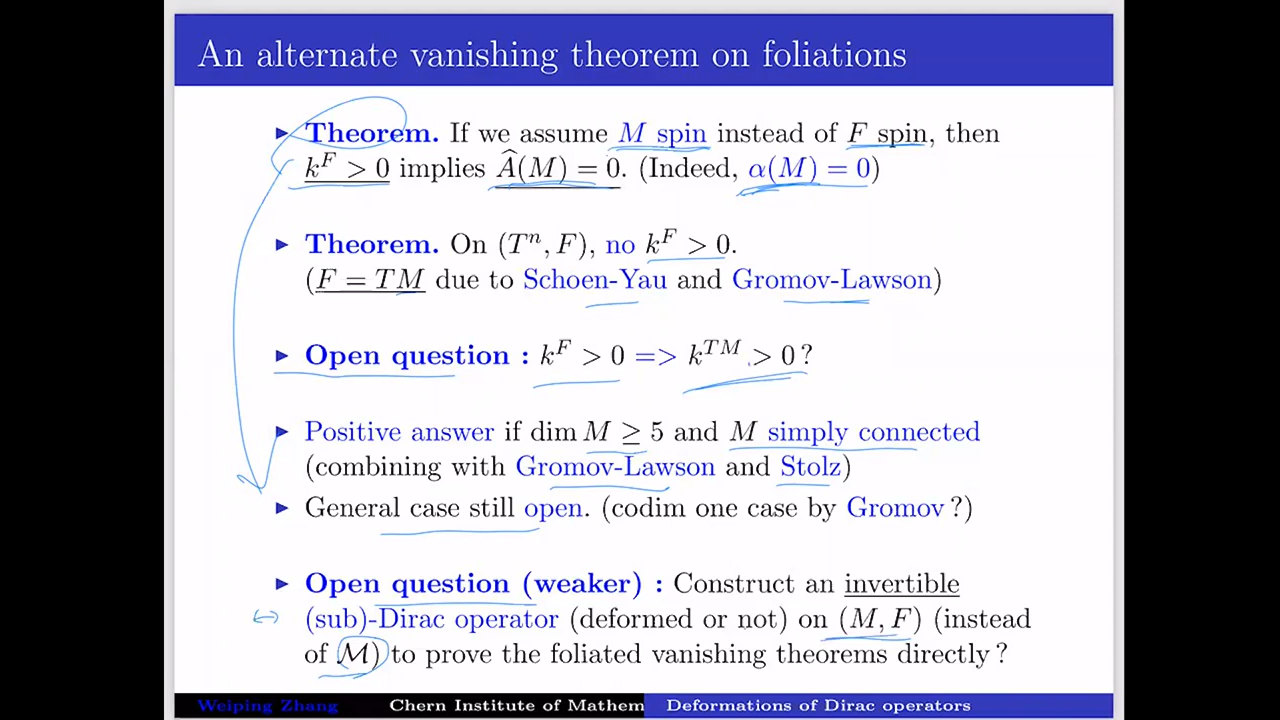 An alternate vanishing theorem on foliations
▶ Theorem. If we assume M spin instead of F spin, then
k^F > 0 implies Â(M) = 0. (Indeed, α(M) = 0)
▶ Theorem. On (T^n, F), no k^F > 0.
(F = TM due to Schoen-Yau and Gromov-Lawson)
▶ Open question : k^F > 0 => k^{TM} > 0 ?
▶ Positive answer if dim M ≥ 5 and M simply connected
(combining with Gromov-Lawson and Stolz)
▶ General case still open. (codim one case by Gromov ?)
▶ Open question (weaker) : Construct an invertible
(sub)-Dirac operator (deformed or not) on (M, F) (instead
of ℳ) to prove the foliated vanishing theorems directly ?
Weiping Zhang Chern Institute of Mathem Deformations of Dirac operators